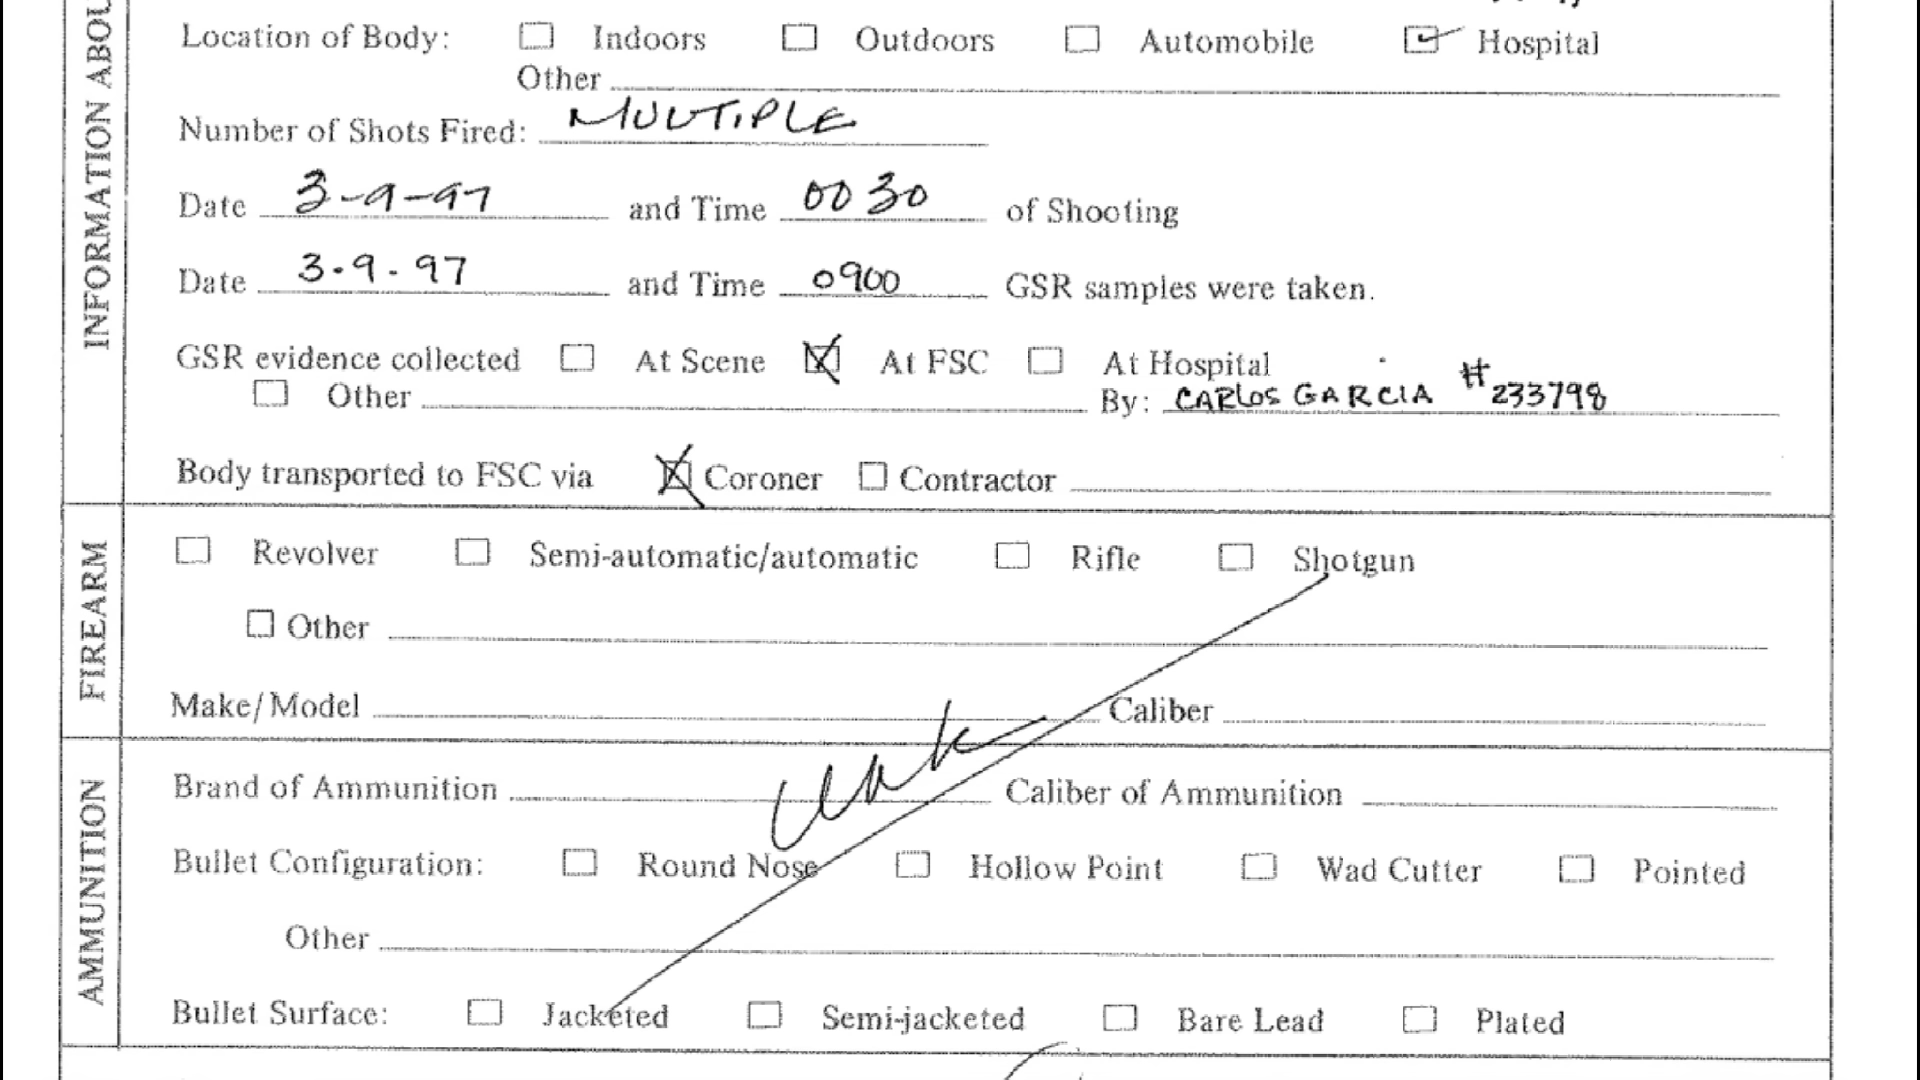 INFORMATION ABOU
Location of Body: ☐ Indoors ☐ Outdoors ☐ Automobile ☑ Hospital
Other
Number of Shots Fired: MULTIPLE
Date 3-9-97 and Time 0030 of Shooting
Date 3.9.97 and Time 0900 GSR samples were taken.
GSR evidence collected ☐ At Scene ☒ At FSC ☐ At Hospital
☐ Other By: CARLOS GARCIA #233798
Body transported to FSC via ☒ Coroner ☐ Contractor
FIREARM
☐ Revolver ☐ Semi-automatic/automatic ☐ Rifle ☐ Shotgun
☐ Other
Make/Model Caliber
unk
AMMUNITION
Brand of Ammunition Caliber of Ammunition
Bullet Configuration: ☐ Round Nose ☐ Hollow Point ☐ Wad Cutter ☐ Pointed
Other
Bullet Surface: ☐ Jacketed ☐ Semi-jacketed ☐ Bare Lead ☐ Plated